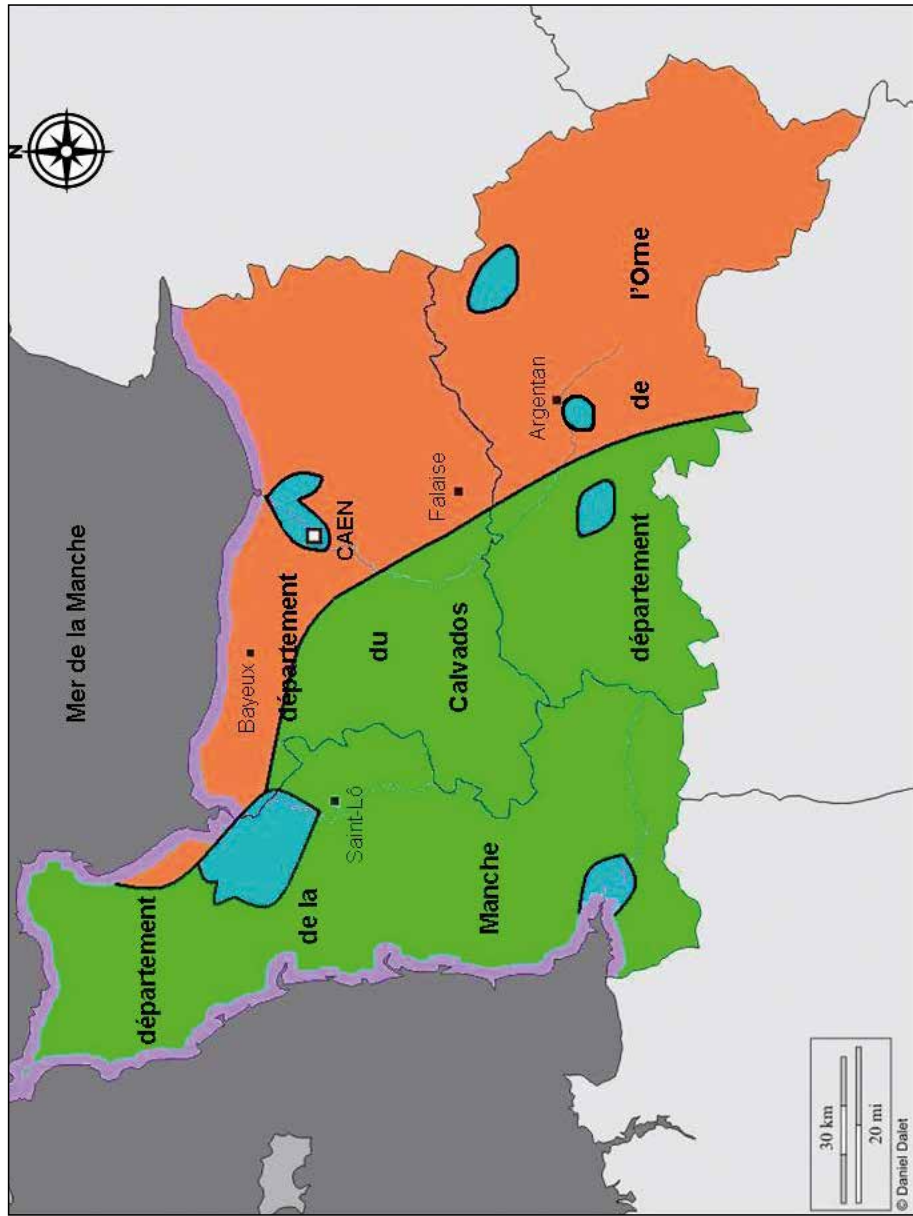 N
Mer de la Manche
Bayeux
CAEN
département
du
Calvados
Falaise
Saint-Lô
département
de la
Manche
Argentan
département
de
l'Orne
30 km
20 mi
© Daniel Dalet